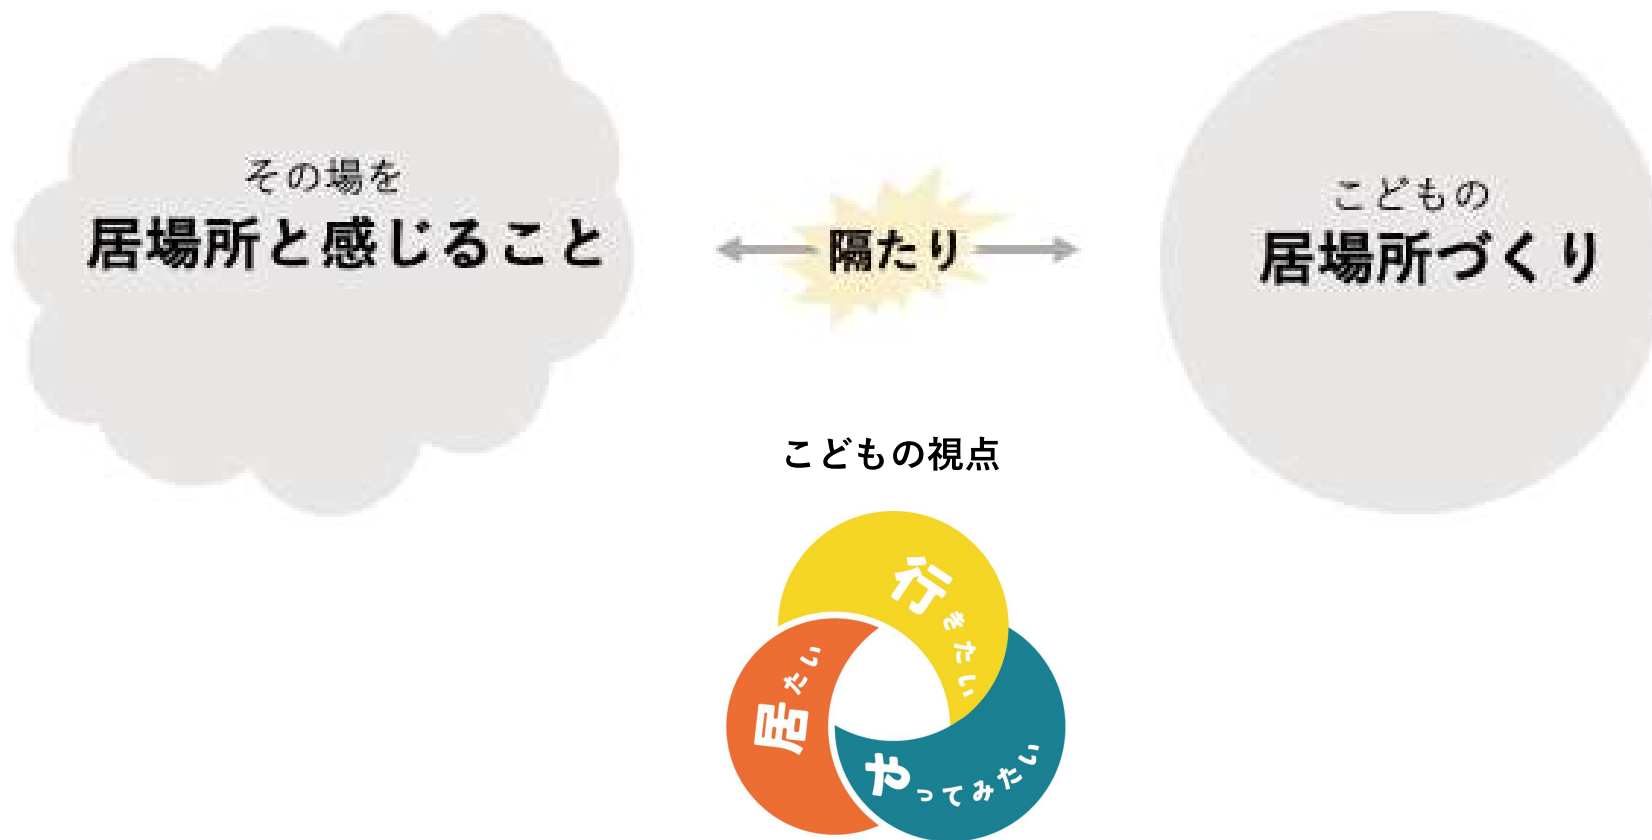 その場を
居場所と感じること
隔たり
こどもの
居場所づくり
こどもの視点
行きたい
居たい
やってみたい